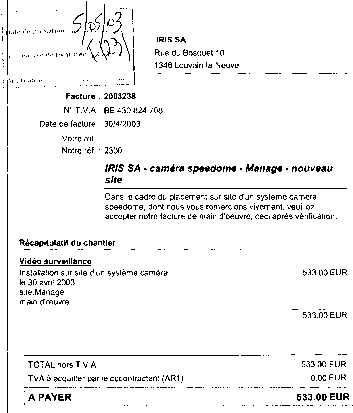 5/05/03
IRIS SA
Rue du Bosquet 10
1348 Louvain-la-Neuve
Facture : 2003238
N° T.V.A. BE 430 824 708
Date de facture 30/4/2003
Votre réf.
Notre réf. 2330
IRIS SA - caméra speedome - Manage - nouveau
site
Dans le cadre du placement sur site d'un système caméra
speedome, dont nous vous remercions vivement, veuillez
accepter notre facture de main d'oeuvre, ceci après vérification.
Récapitulatif du chantier
Vidéo surveillance
Installation sur site d'un système caméra 533.00 EUR
le 30 avril 2003
site Manage
main d'oeuvre
533.00 EUR
TOTAL hors T.V.A. 533.00 EUR
TVA à acquitter par le cocontractant (AR1) 0.00 EUR
A PAYER 533.00 EUR